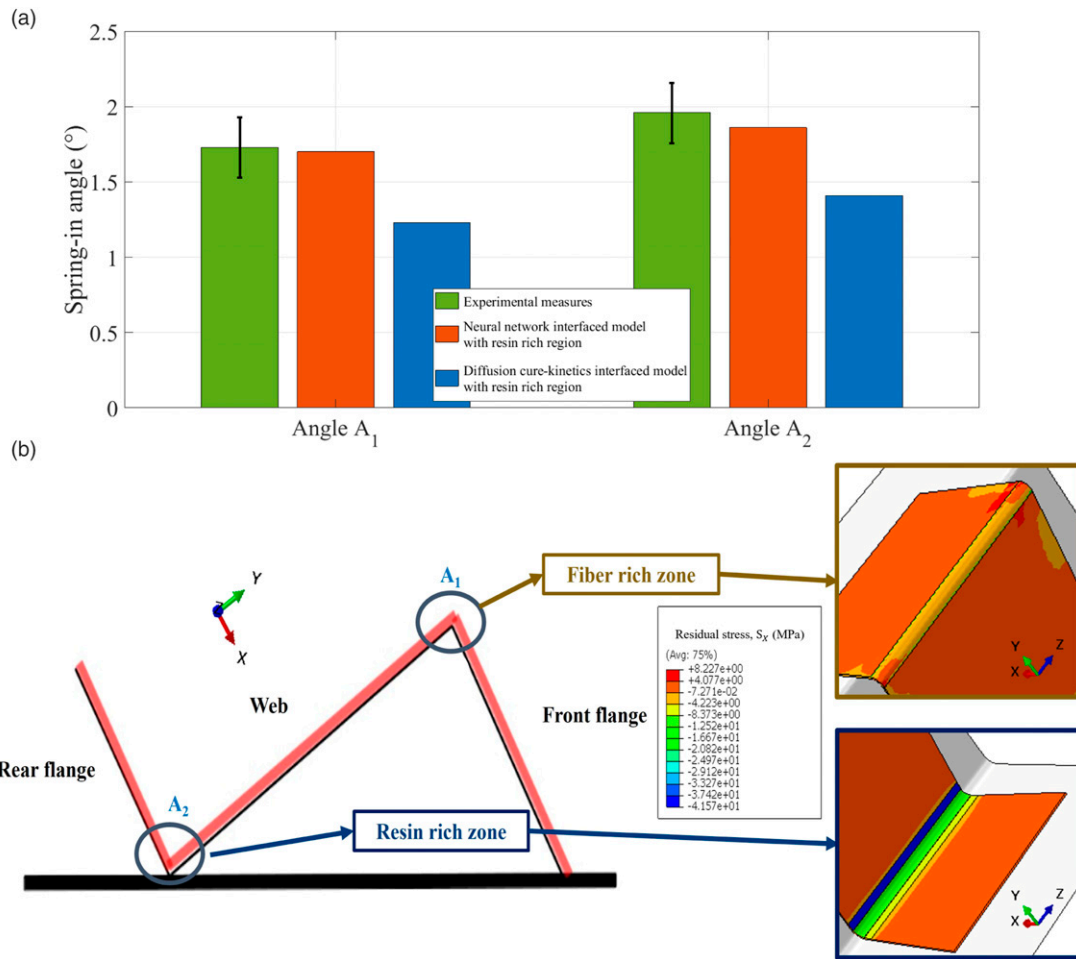 (a)
2.5
2
1.5
1
0.5
0
Spring-in angle (°)
Experimental measures
Neural network interfaced model
with resin rich region
Diffusion cure-kinetics interfaced model
with resin rich region
Angle A1
Angle A2
(b)
A1
Fiber rich zone
Y
X
Web
Front flange
Rear flange
A2
Resin rich zone
Residual stress, SX (MPa)
(Avg: 75%)
+8.227e+00
+4.077e+00
-7.271e-02
-4.223e+00
-8.373e+00
-1.252e+01
-1.667e+01
-2.082e+01
-2.497e+01
-2.912e+01
-3.327e+01
-3.742e+01
-4.157e+01
Y
Z
X
Y
Z
X